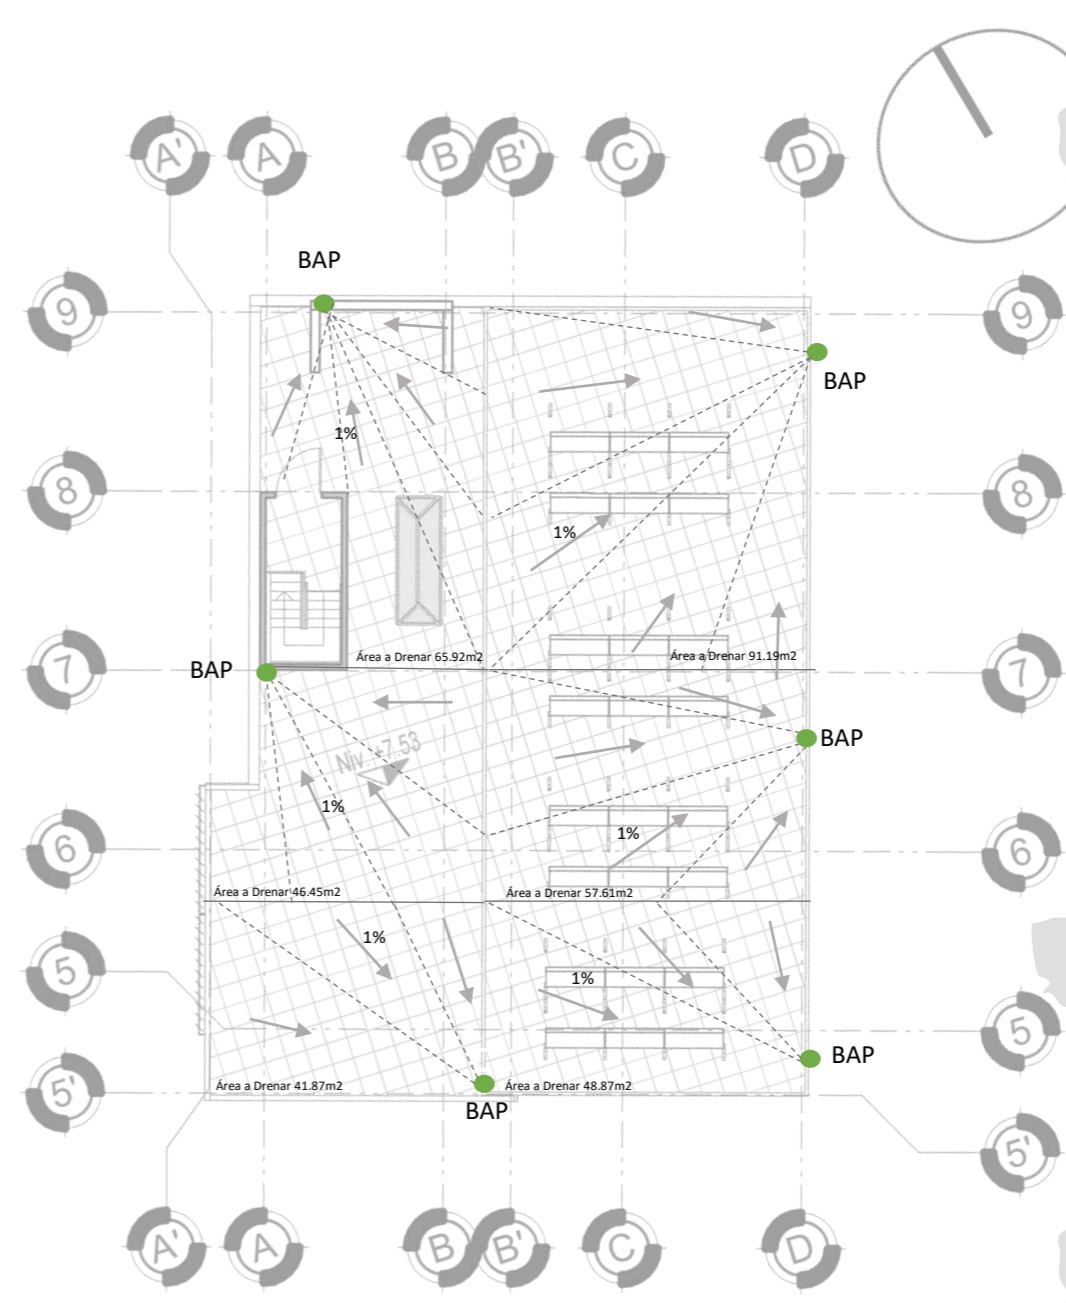 A' A B B' C D
BAP
9 9
BAP
1%
8 8
1%
Área a Drenar 65.92m2 Área a Drenar 91.19m2
7 BAP 7
BAP
Niv. +7.53
1%
1%
6 6
Área a Drenar 46.45m2 Área a Drenar 57.61m2
1%
5 1%
5
BAP
Área a Drenar 41.87m2 Área a Drenar 48.87m2
5' BAP
5'
A' A B B' C D